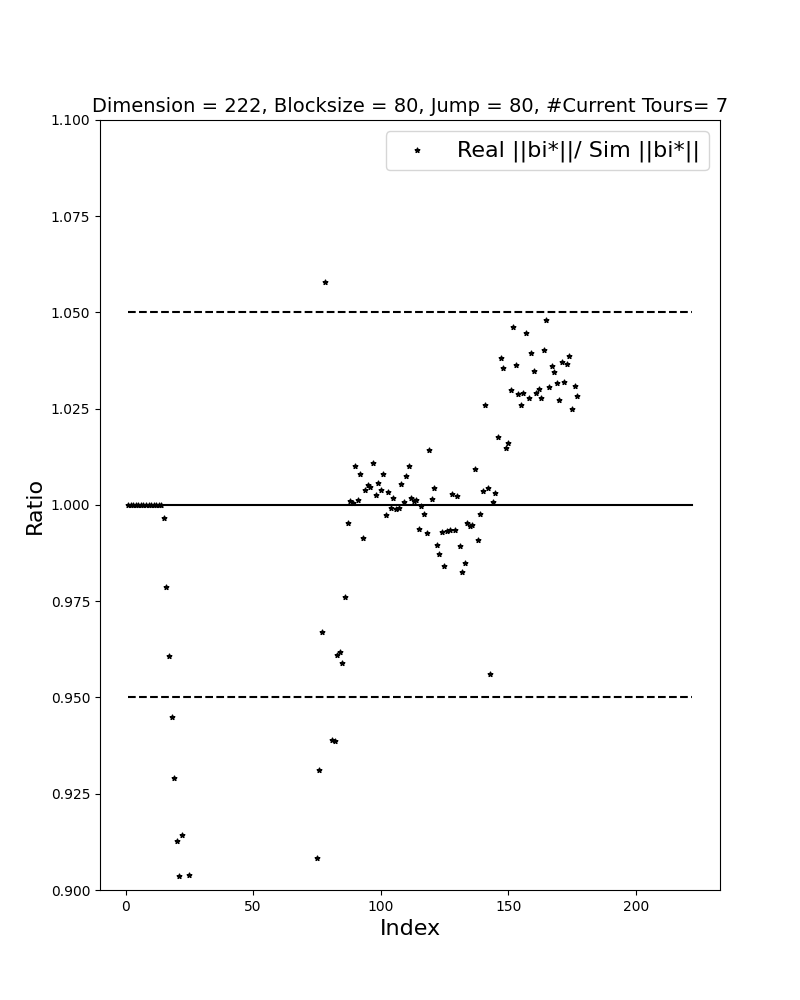 Dimension = 222, Blocksize = 80, Jump = 80, #Current Tours= 7
1.100
Real ||bi*||/ Sim ||bi*||
1.075
1.050
1.025
1.000
Ratio
0.975
0.950
0.925
0.900
0 50 100 150 200
Index